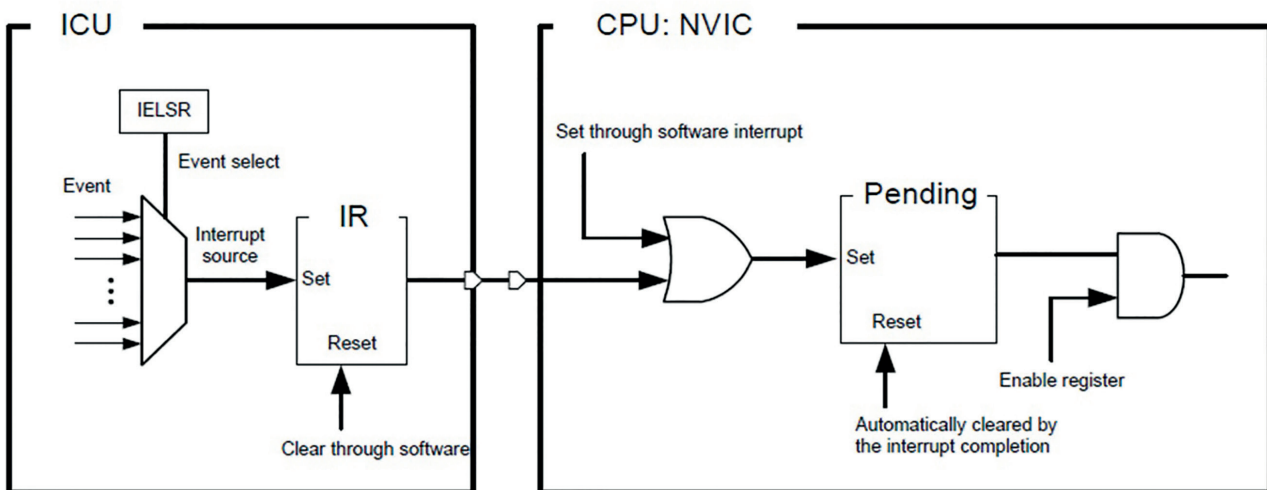 ICU
IELSR
Event select
Event
Interrupt
source
IR
Set
Reset
Clear through software
CPU: NVIC
Set through software interrupt
Pending
Set
Reset
Enable register
Automatically cleared by
the interrupt completion